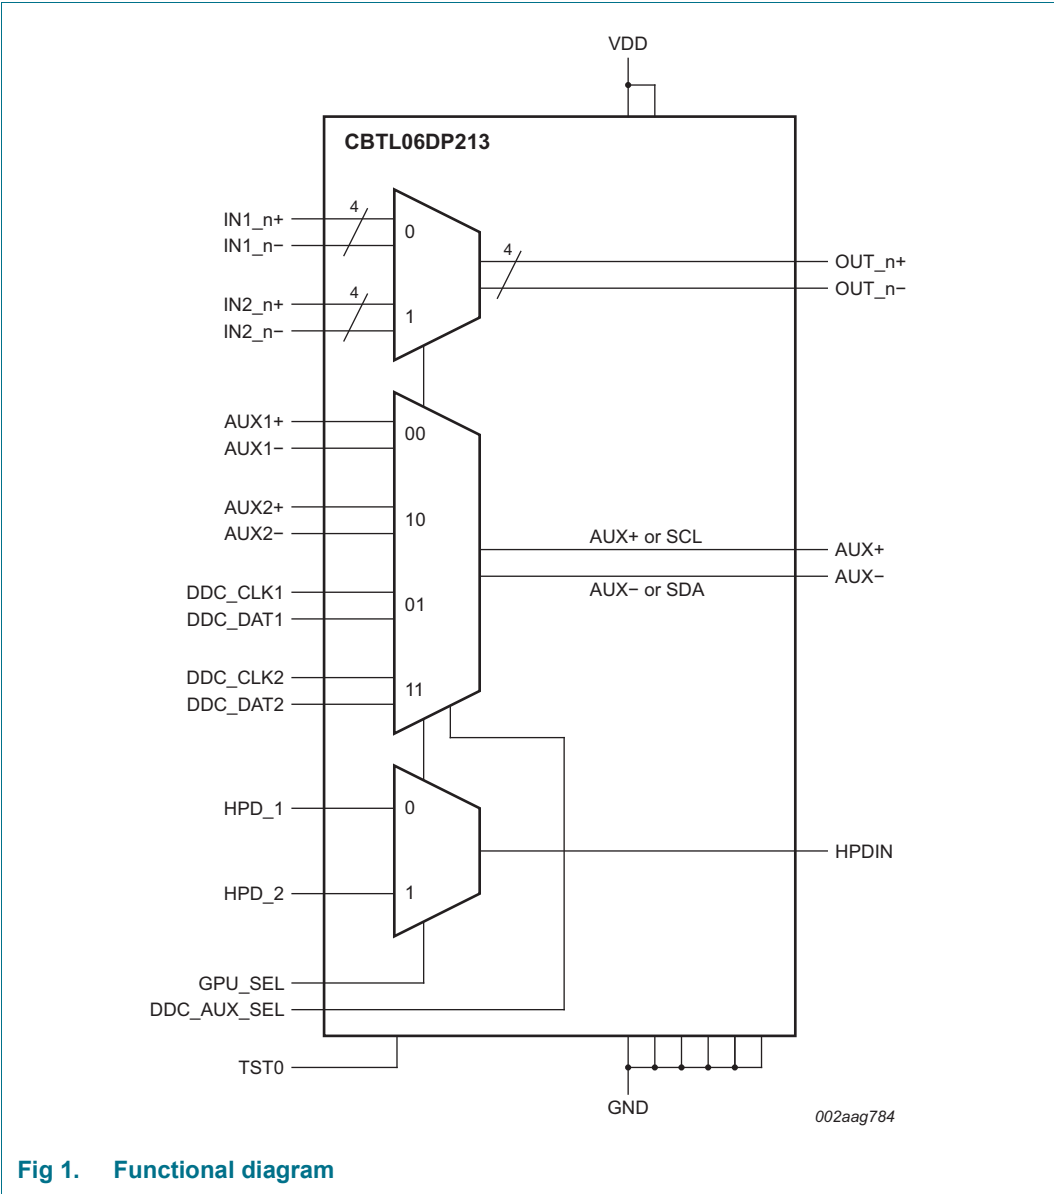 VDD
CBTL06DP213
IN1_n+
4
0
IN1_n−
4
OUT_n+
OUT_n−
IN2_n+
4
1
IN2_n−
AUX1+
00
AUX1−
AUX2+
10
AUX2−
AUX+ or SCL
AUX+
AUX− or SDA
AUX−
DDC_CLK1
01
DDC_DAT1
DDC_CLK2
11
DDC_DAT2
HPD_1
0
HPDIN
HPD_2
1
GPU_SEL
DDC_AUX_SEL
TST0
GND
002aag784
Fig 1. Functional diagram